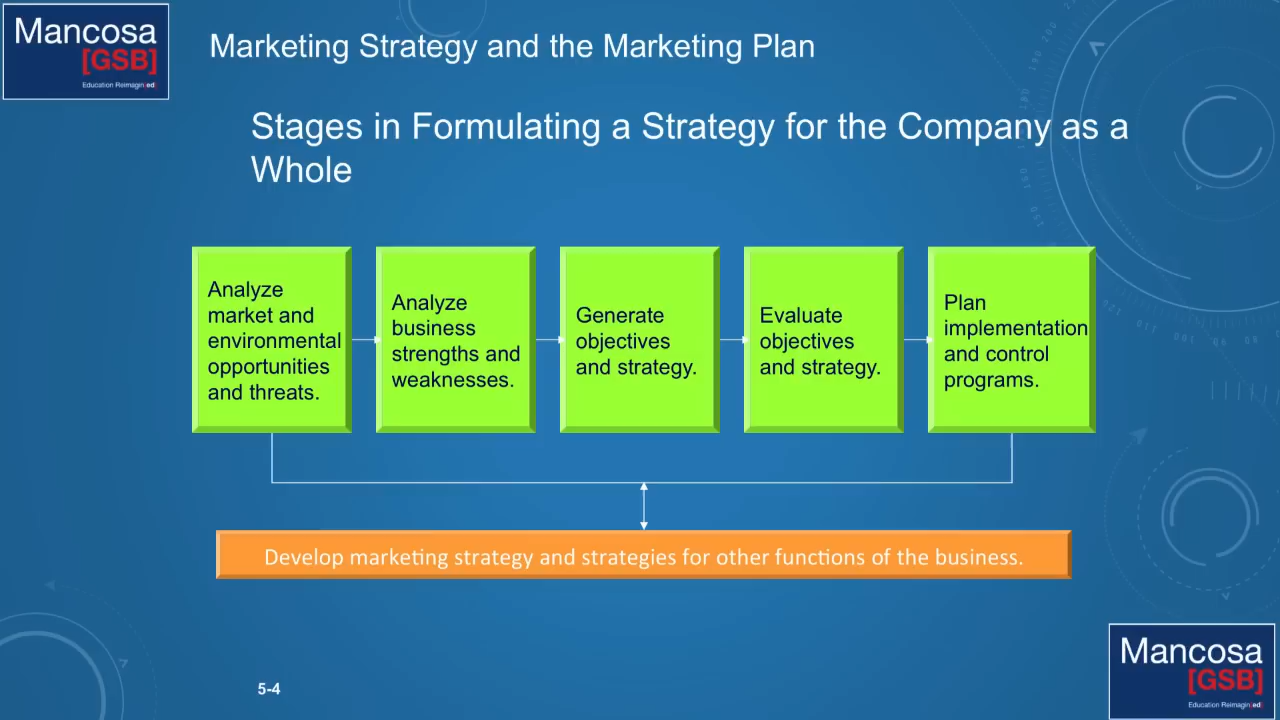 Mancosa
[GSB]
Education Reimagin[ed]
Marketing Strategy and the Marketing Plan
Stages in Formulating a Strategy for the Company as a
Whole
Analyze
market and
environmental
opportunities
and threats.
Analyze
business
strengths and
weaknesses.
Generate
objectives
and strategy.
Evaluate
objectives
and strategy.
Plan
implementation
and control
programs.
Develop marketing strategy and strategies for other functions of the business.
5-4
Mancosa
[GSB]
Education Reimagin[ed]